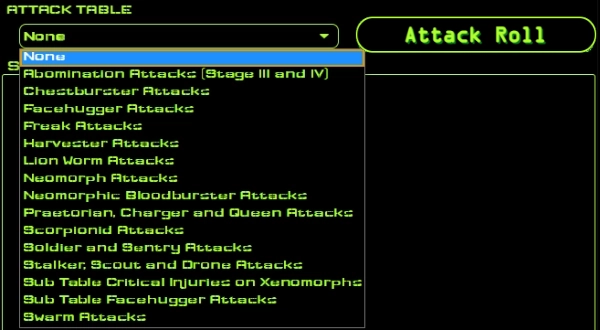 ATTACK TABLE
None
Attack Roll
None
S
Abomination Attacks (Stage III and IV)
Chestburster Attacks
Facehugger Attacks
Freak Attacks
Harvester Attacks
Lion Worm Attacks
Neomorph Attacks
Neomorphic Bloodburster Attacks
Praetorian, Charger and Queen Attacks
Scorpionid Attacks
Soldier and Sentry Attacks
Stalker, Scout and Drone Attacks
Sub Table Critical Injuries on Xenomorphs
Sub Table Facehugger Attacks
Swarm Attacks